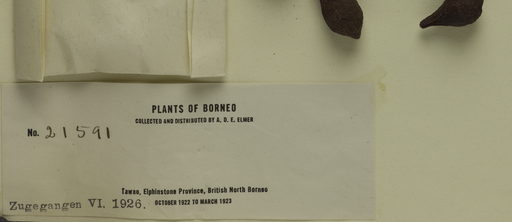 PLANTS OF BORNEO
COLLECTED AND DISTRIBUTED BY A. D. E. ELMER
No. 21591
Tawao, Elphinstone Province, British North Borneo
OCTOBER 1922 TO MARCH 1923
Zugegangen VI. 1926.